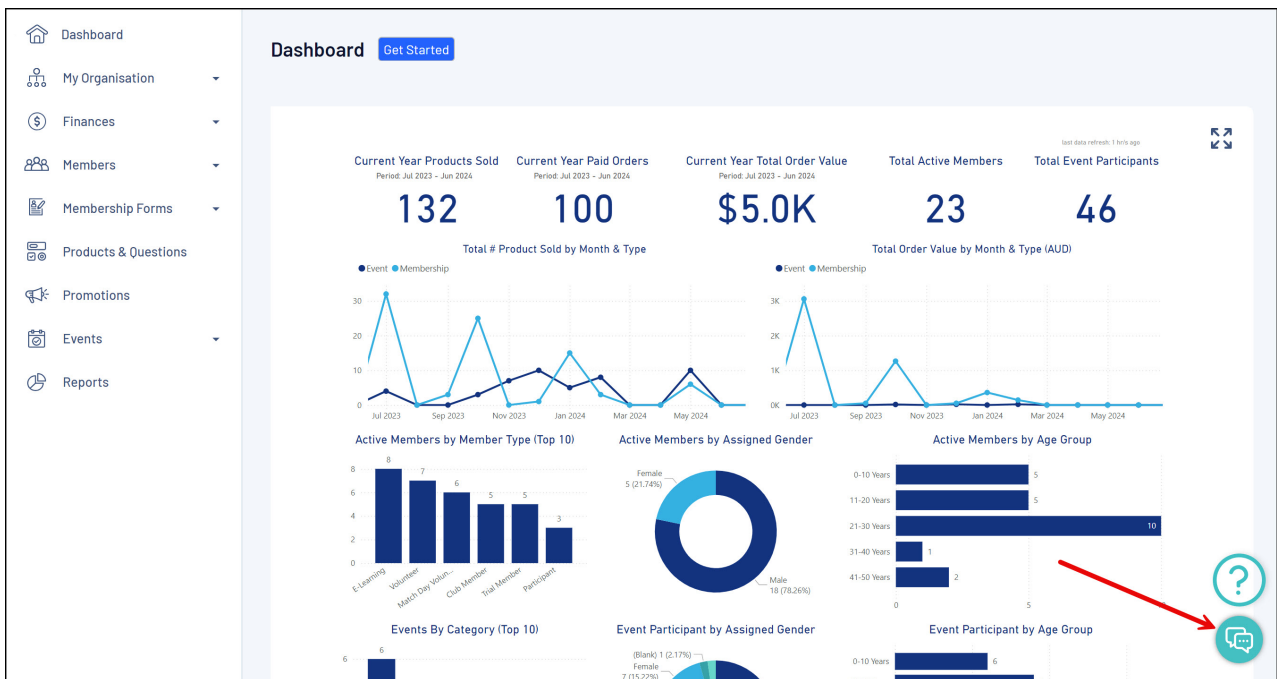 Dashboard
My Organisation
Finances
Members
Membership Forms
Products & Questions
Promotions
Events
Reports
Dashboard Get Started
last data refresh: 1 hr/s ago
Current Year Products Sold Current Year Paid Orders Current Year Total Order Value Total Active Members Total Event Participants
Period: Jul 2023 - Jun 2024 Period: Jul 2023 - Jun 2024 Period: Jul 2023 - Jun 2024
132 100 $5.0K 23 46
Total # Product Sold by Month & Type
Event Membership
30
20
10
0
Jul 2023 Sep 2023 Nov 2023 Jan 2024 Mar 2024 May 2024
Total Order Value by Month & Type (AUD)
Event Membership
3K
2K
1K
0K
Jul 2023 Sep 2023 Nov 2023 Jan 2024 Mar 2024 May 2024
Active Members by Member Type (Top 10)
8
6
4
2
0
8 7 6 5 5 3
E-Learning Volunteer Match Day Volun... Club Member Trial Member Participant
Active Members by Assigned Gender
Female
5 (21.74%)
Male
18 (78.26%)
Active Members by Age Group
0-10 Years 5
11-20 Years 5
21-30 Years 10
31-40 Years 1
41-50 Years 2
0 5
Events By Category (Top 10)
6
6
Event Participant by Assigned Gender
(Blank) 1 (2.17%)
Female
7 (15.22%)
Event Participant by Age Group
0-10 Years 6
?